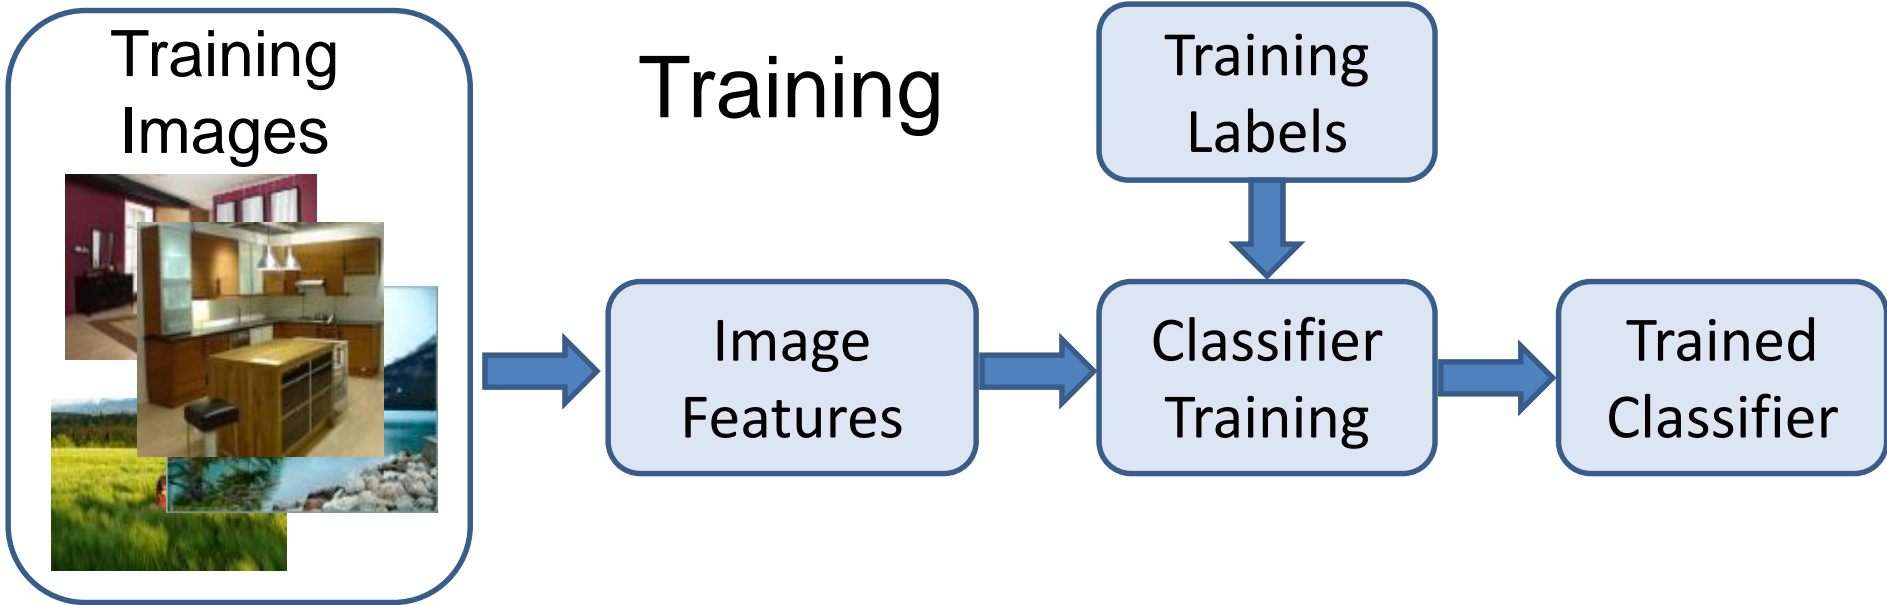 Training
Images
Training
Training
Labels
Image
Features
Classifier
Training
Trained
Classifier